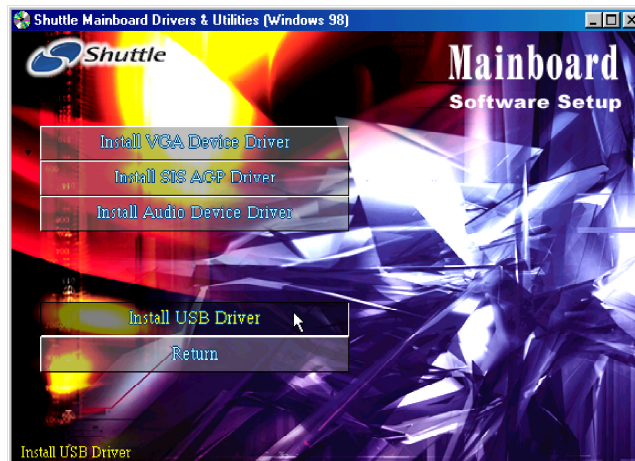 Shuttle Mainboard Drivers & Utilities (Windows 98)
Shuttle
Mainboard
Software Setup
Install VGA Device Driver
Install SIS AGP Driver
Install Audio Device Driver
Install USB Driver
Return
Install USB Driver